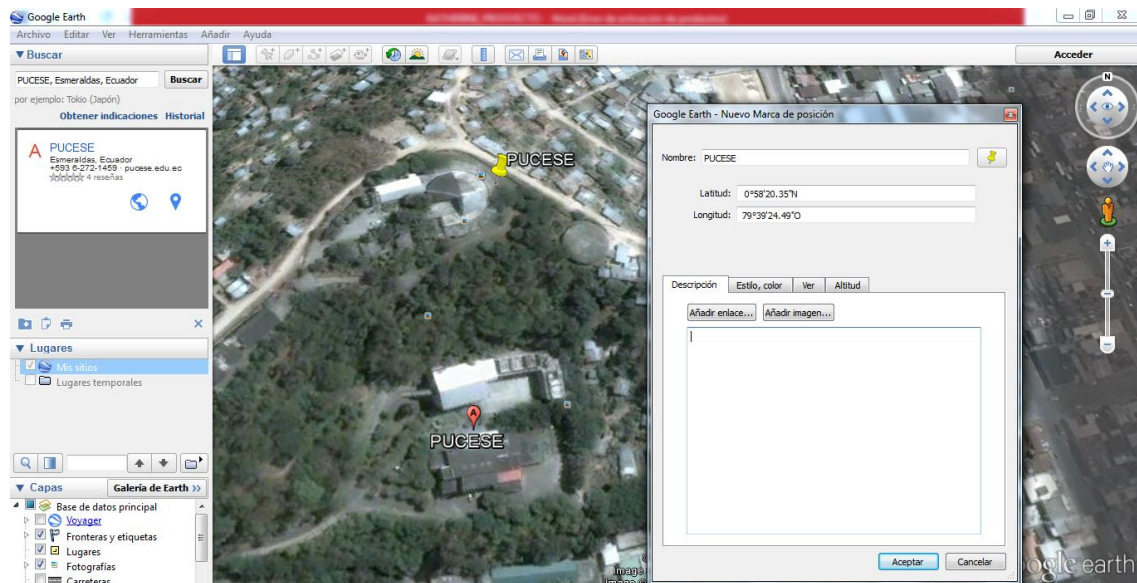 Google Earth
Archivo Editar Ver Herramientas Añadir Ayuda
Buscar
Acceder
PUCESE, Esmeraldas, Ecuador
Buscar
por ejemplo: Tokio (Japón)
Obtener indicaciones Historial
A PUCESE
Esmeraldas, Ecuador
+593 6-272-1459 · pucese.edu.ec
4 reseñas
Lugares
Mis sitios
Lugares temporales
Capas
Galería de Earth >>
Base de datos principal
Voyager
Fronteras y etiquetas
Lugares
Fotografías
Carreteras
PUCESE
A
PUCESE
N
Google Earth - Nuevo Marca de posición
Nombre: PUCESE
Latitud: 0°58'20.35"N
Longitud: 79°39'24.49"O
Descripción Estilo, color Ver Altitud
Añadir enlace... Añadir imagen...
Aceptar Cancelar
Image
earth